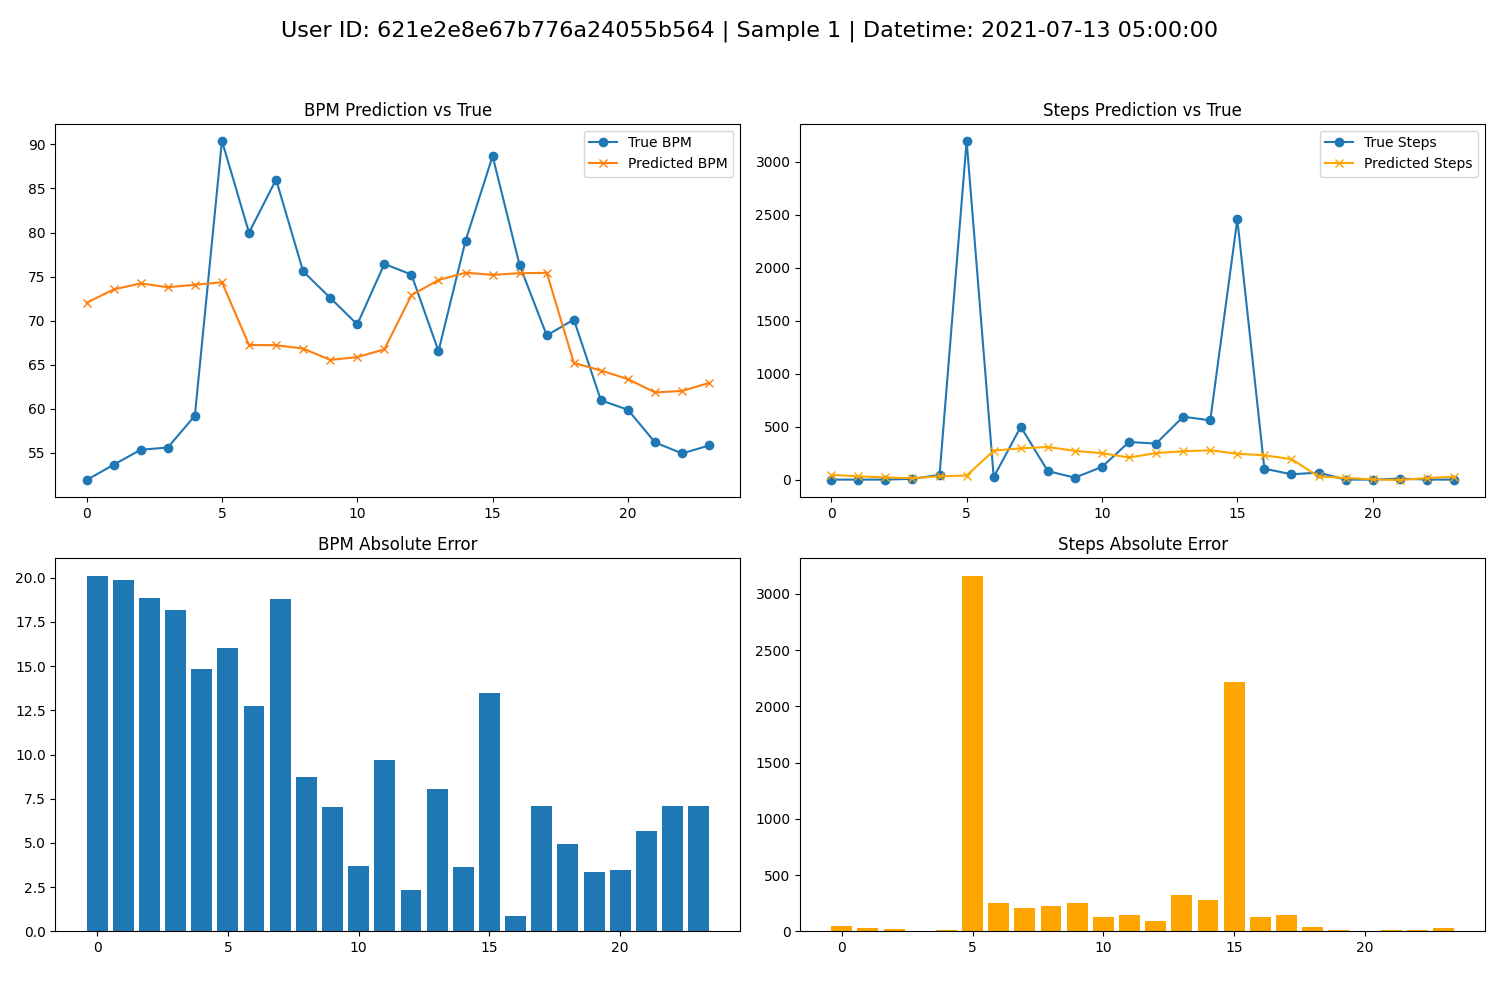 User ID: 621e2e8e67b776a24055b564 | Sample 1 | Datetime: 2021-07-13 05:00:00
BPM Prediction vs True
True BPM
Predicted BPM
90
85
80
75
70
65
60
55
0 5 10 15 20
Steps Prediction vs True
True Steps
Predicted Steps
3000
2500
2000
1500
1000
500
0
0 5 10 15 20
BPM Absolute Error
20.0
17.5
15.0
12.5
10.0
7.5
5.0
2.5
0.0
0 5 10 15 20
Steps Absolute Error
3000
2500
2000
1500
1000
500
0
0 5 10 15 20